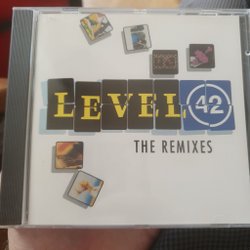 LEVEL 42
THE REMIXES